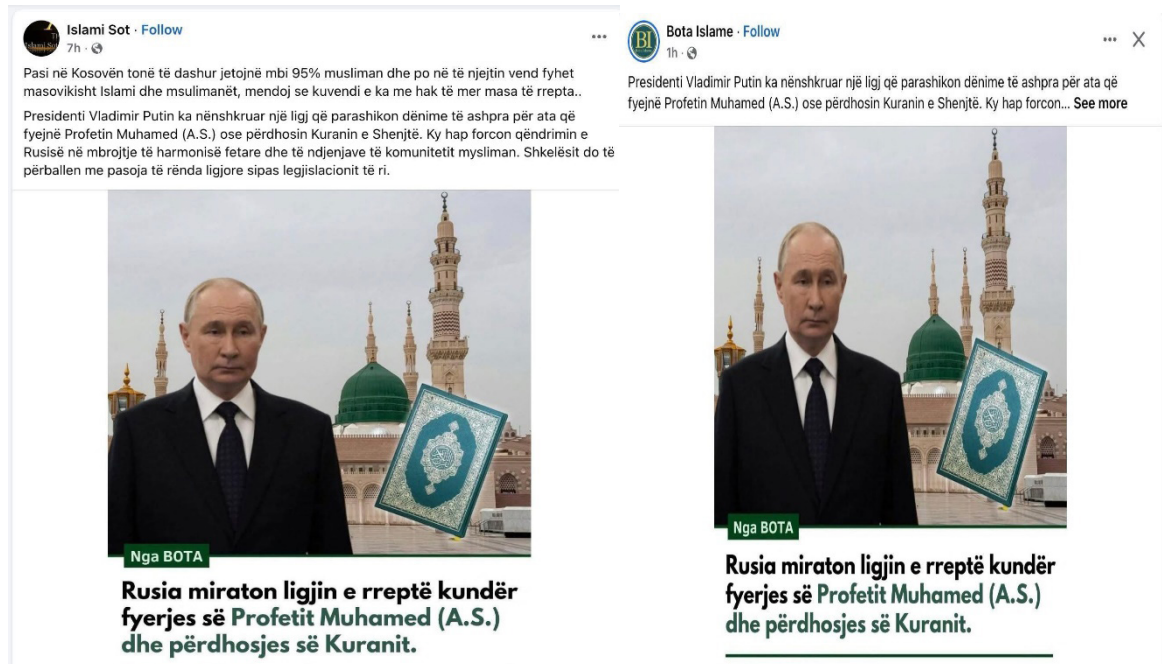 Islami Sot · Follow
7h ·
Pasi në Kosovën tonë të dashur jetojnë mbi 95% musliman dhe po në të njejtin vend fyhet
masovikisht Islami dhe msulimanët, mendoj se kuvendi e ka me hak të mer masa të rrepta..
Presidenti Vladimir Putin ka nënshkruar një ligj që parashikon dënime të ashpra për ata që
fyejnë Profetin Muhamed (A.S.) ose përdhosin Kuranin e Shenjtë. Ky hap forcon qëndrimin e
Rusisë në mbrojtje të harmonisë fetare dhe të ndjenjave të komunitetit mysliman. Shkelësit do të
përballen me pasoja të rënda ligjore sipas legjislacionit të ri.
Nga BOTA
Rusia miraton ligjin e rreptë kundër
fyerjes së Profetit Muhamed (A.S.)
dhe përdhosjes së Kuranit.
BI
Bota Islame · Follow
1h ·
Presidenti Vladimir Putin ka nënshkruar një ligj që parashikon dënime të ashpra për ata që
fyejnë Profetin Muhamed (A.S.) ose përdhosin Kuranin e Shenjtë. Ky hap forcon... See more
Nga BOTA
Rusia miraton ligjin e rreptë kundër
fyerjes së Profetit Muhamed (A.S.)
dhe përdhosjes së Kuranit.